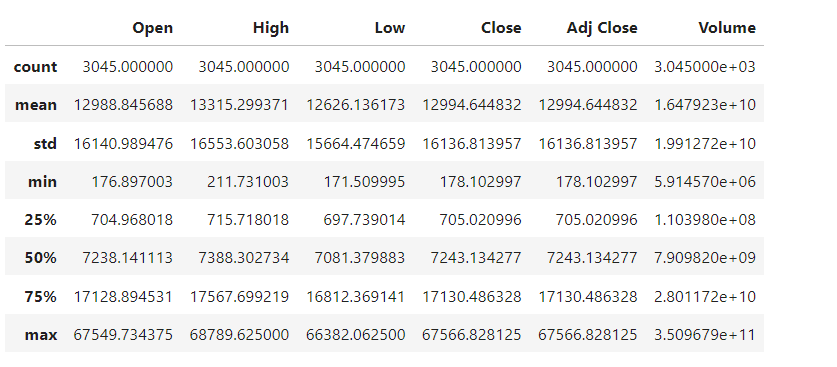 Open High Low Close Adj Close Volume
count 3045.000000 3045.000000 3045.000000 3045.000000 3045.000000 3.045000e+03
mean 12988.845688 13315.299371 12626.136173 12994.644832 12994.644832 1.647923e+10
std 16140.989476 16553.603058 15664.474659 16136.813957 16136.813957 1.991272e+10
min 176.897003 211.731003 171.509995 178.102997 178.102997 5.914570e+06
25% 704.968018 715.718018 697.739014 705.020996 705.020996 1.103980e+08
50% 7238.141113 7388.302734 7081.379883 7243.134277 7243.134277 7.909820e+09
75% 17128.894531 17567.699219 16812.369141 17130.486328 17130.486328 2.801172e+10
max 67549.734375 68789.625000 66382.062500 67566.828125 67566.828125 3.509679e+11